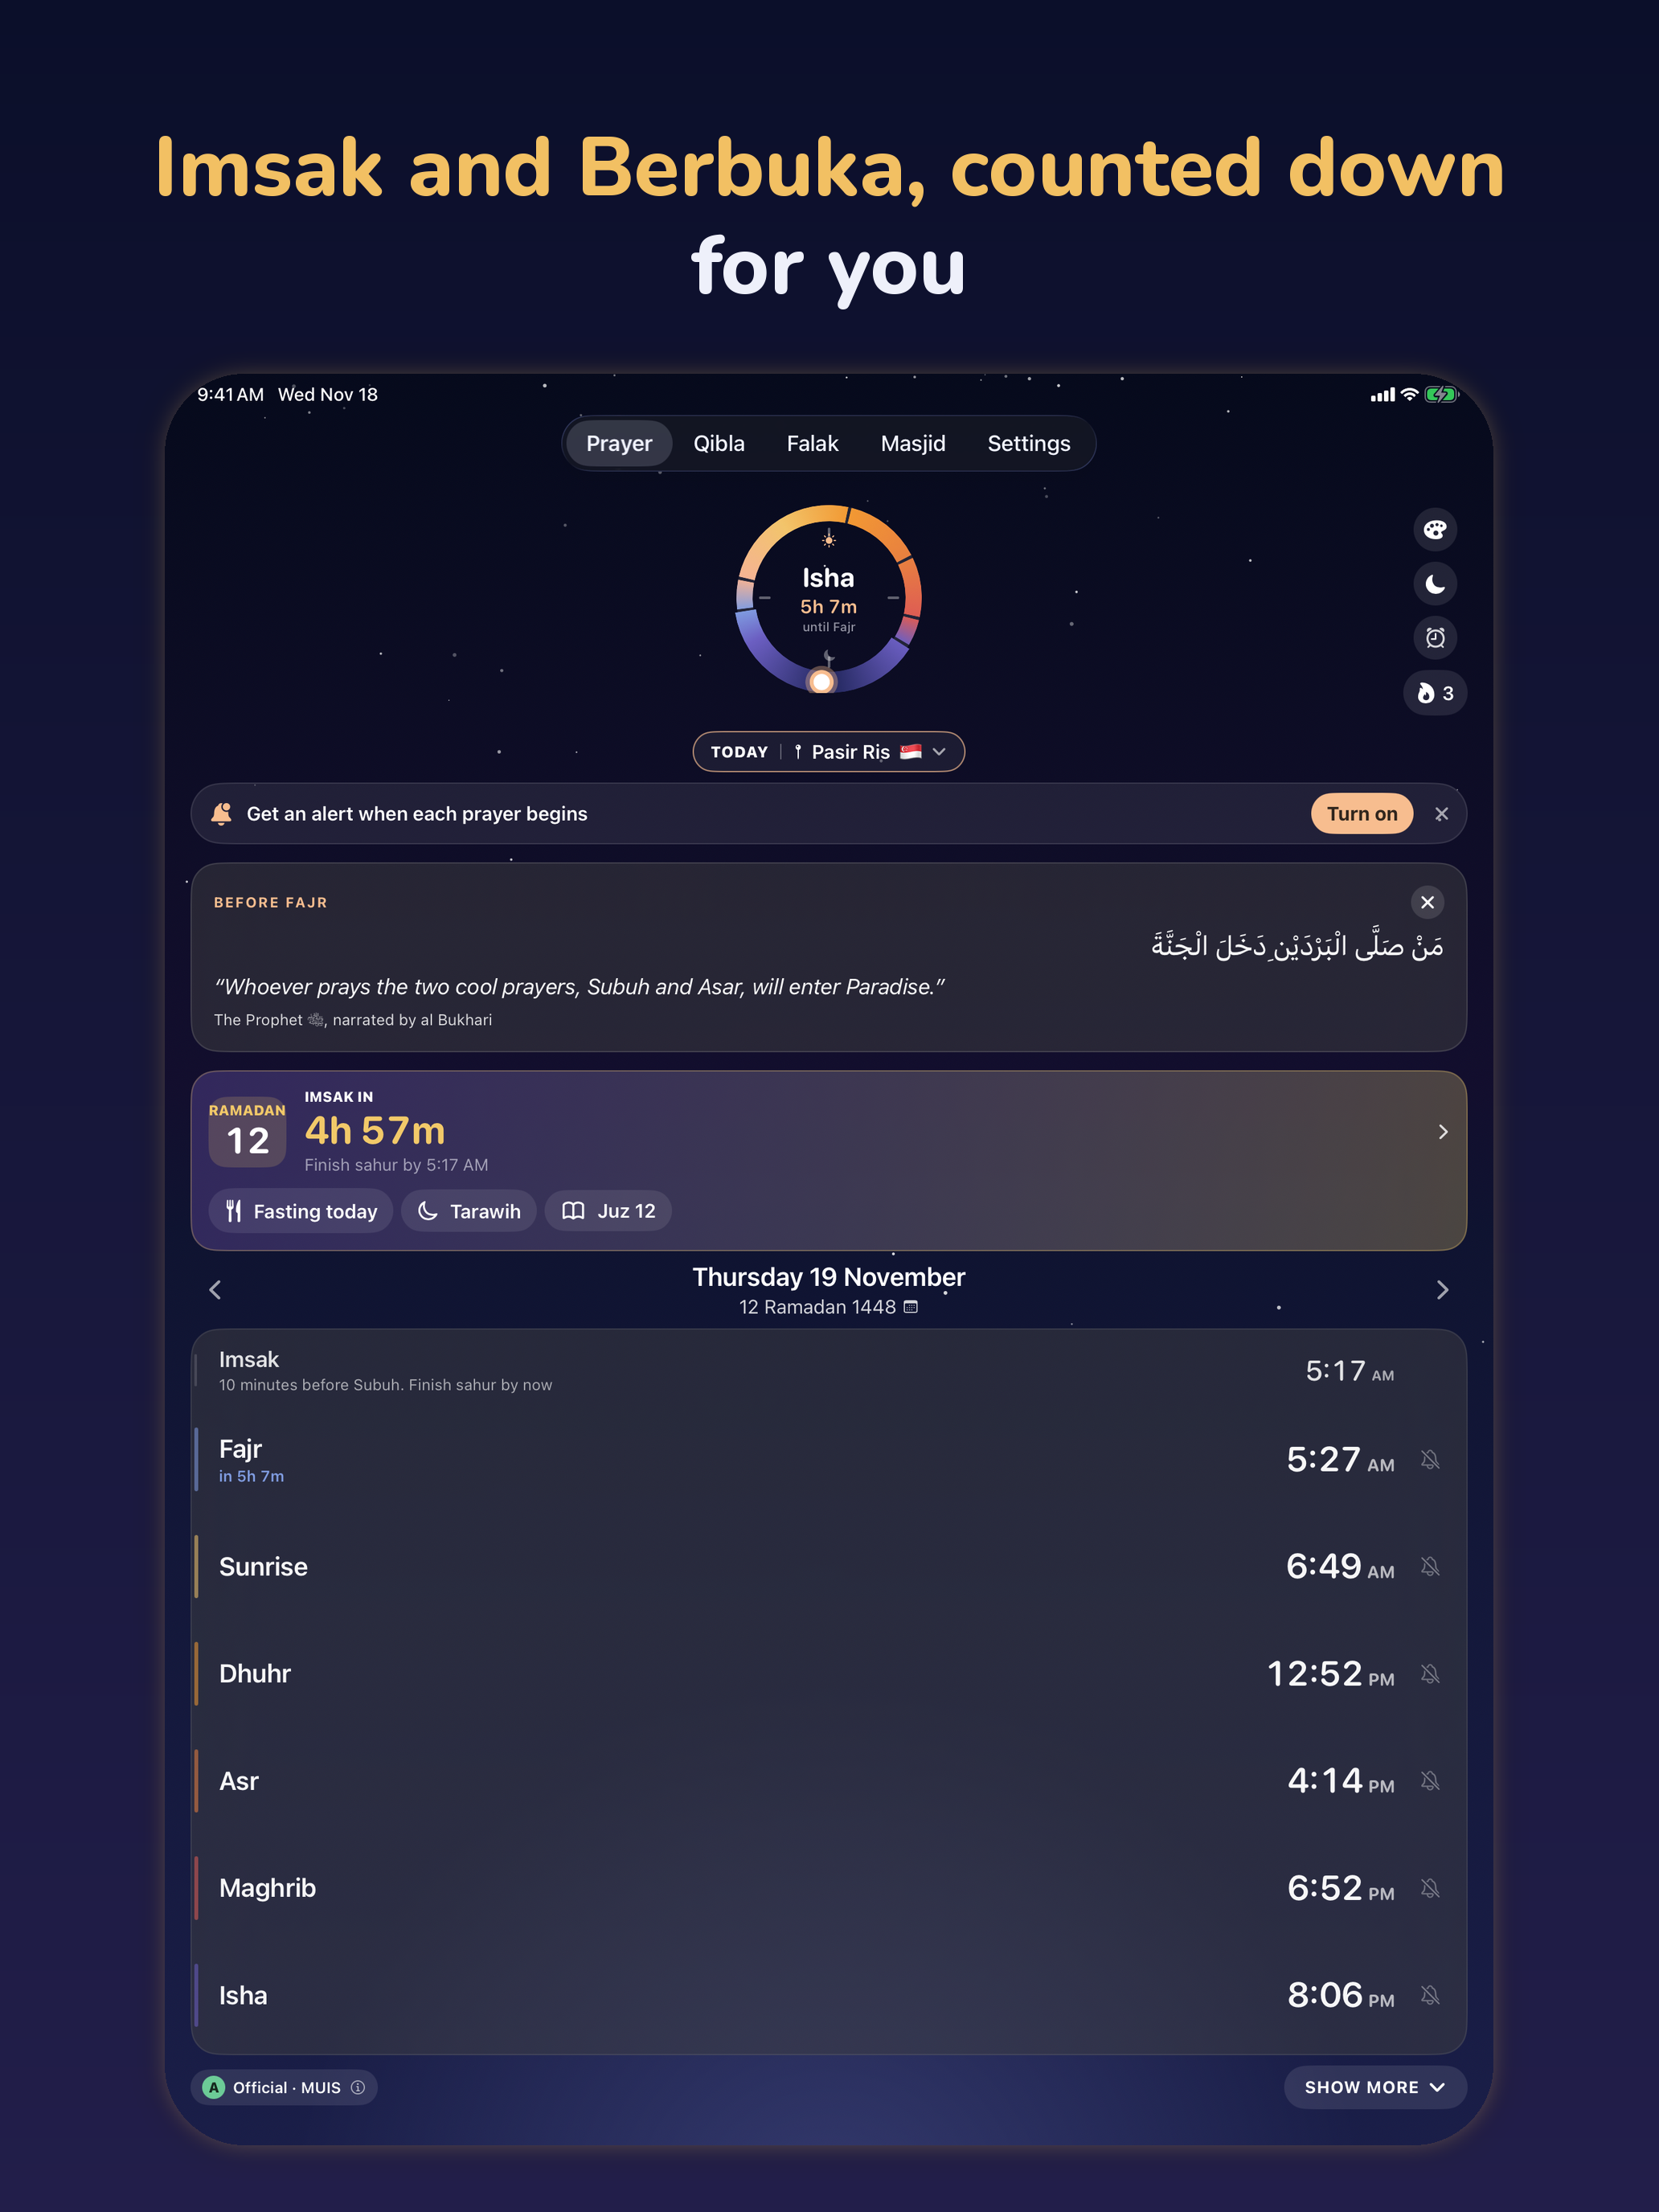 Imsak and Berbuka, counted down
for you
9:41 AM Wed Nov 18
Prayer Qibla Falak Masjid Settings
Isha
5h 7m
until Fajr
3
TODAY Pasir Ris
Get an alert when each prayer begins Turn on
BEFORE FAJR
مَنْ صَلَّى الْبَرْدَيْنِ دَخَلَ الْجَنَّةَ
“Whoever prays the two cool prayers, Subuh and Asar, will enter Paradise.”
The Prophet ﷺ, narrated by al Bukhari
RAMADAN
12
IMSAK IN
4h 57m
Finish sahur by 5:17 AM
Fasting today Tarawih Juz 12
Thursday 19 November
12 Ramadan 1448
Imsak 5:17 AM
10 minutes before Subuh. Finish sahur by now
Fajr 5:27 AM
in 5h 7m
Sunrise 6:49 AM
Dhuhr 12:52 PM
Asr 4:14 PM
Maghrib 6:52 PM
Isha 8:06 PM
A Official · MUIS
SHOW MORE